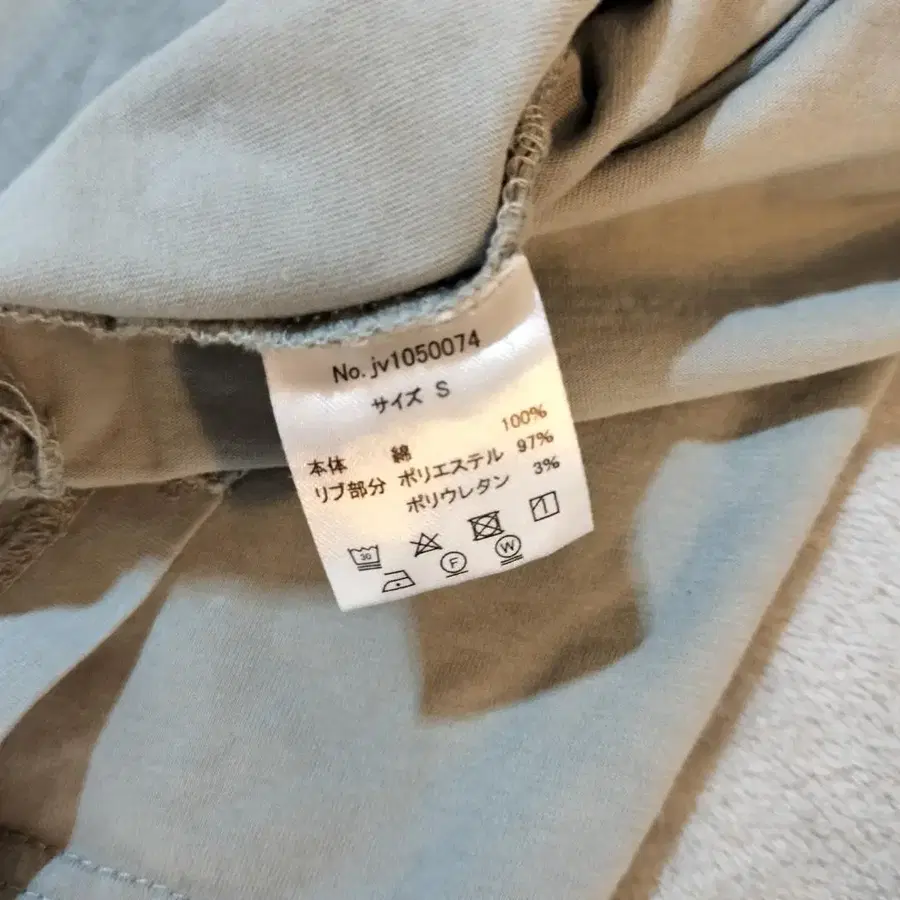 No. jv1050074
サイズ S
本体 綿 100%
リブ部分 ポリエステル 97%
ポリウレタン 3%
30
F W